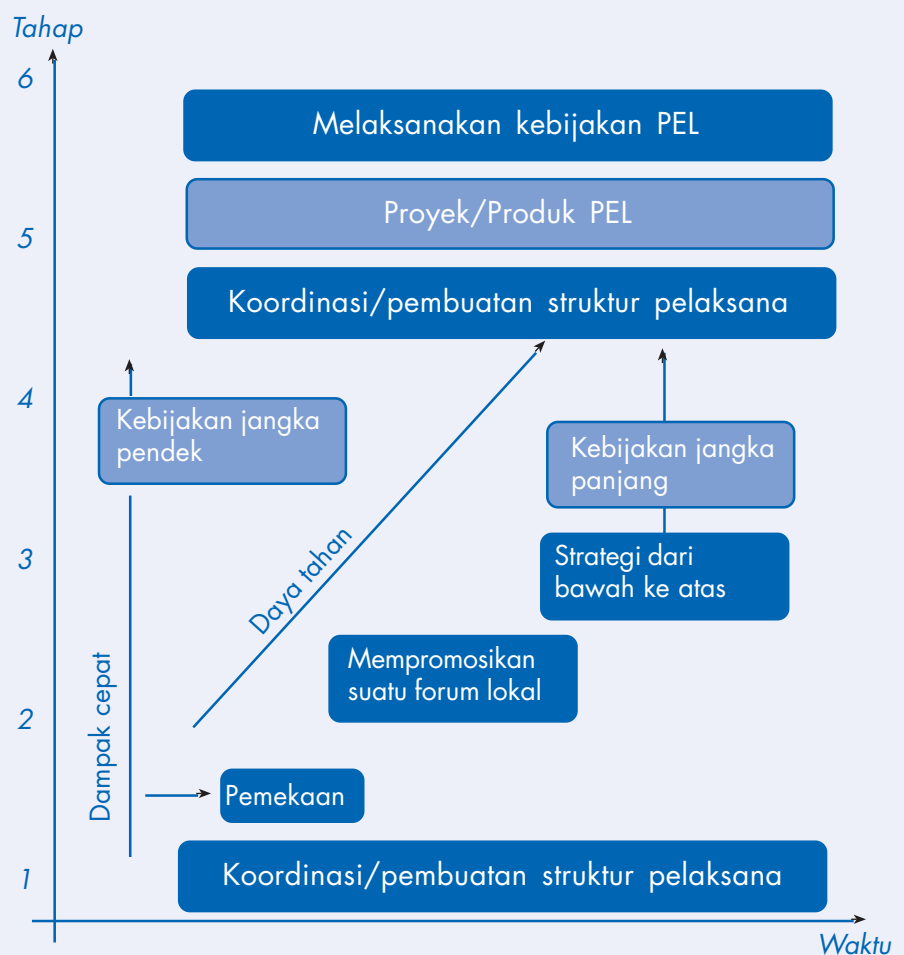 Tahap
6
Melaksanakan kebijakan PEL
Proyek/Produk PEL
5
Koordinasi/pembuatan struktur pelaksana
4
Kebijakan jangka
pendek
Kebijakan jangka
panjang
3
Strategi dari
bawah ke atas
Daya tahan
Mempromosikan
suatu forum lokal
2
Dampak cepat
Pemekaan
1
Koordinasi/pembuatan struktur pelaksana
Waktu